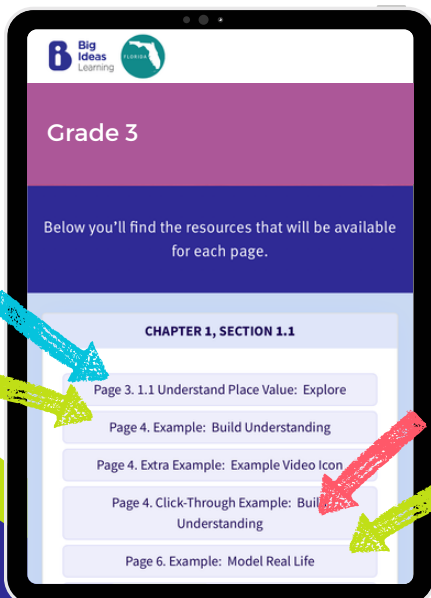 Big
Ideas
Learning
FLORIDA
Grade 3
Below you'll find the resources that will be available
for each page.
CHAPTER 1, SECTION 1.1
Page 3. 1.1 Understand Place Value: Explore
Page 4. Example: Build Understanding
Page 4. Extra Example: Example Video Icon
Page 4. Click-Through Example: Build
Understanding
Page 6. Example: Model Real Life